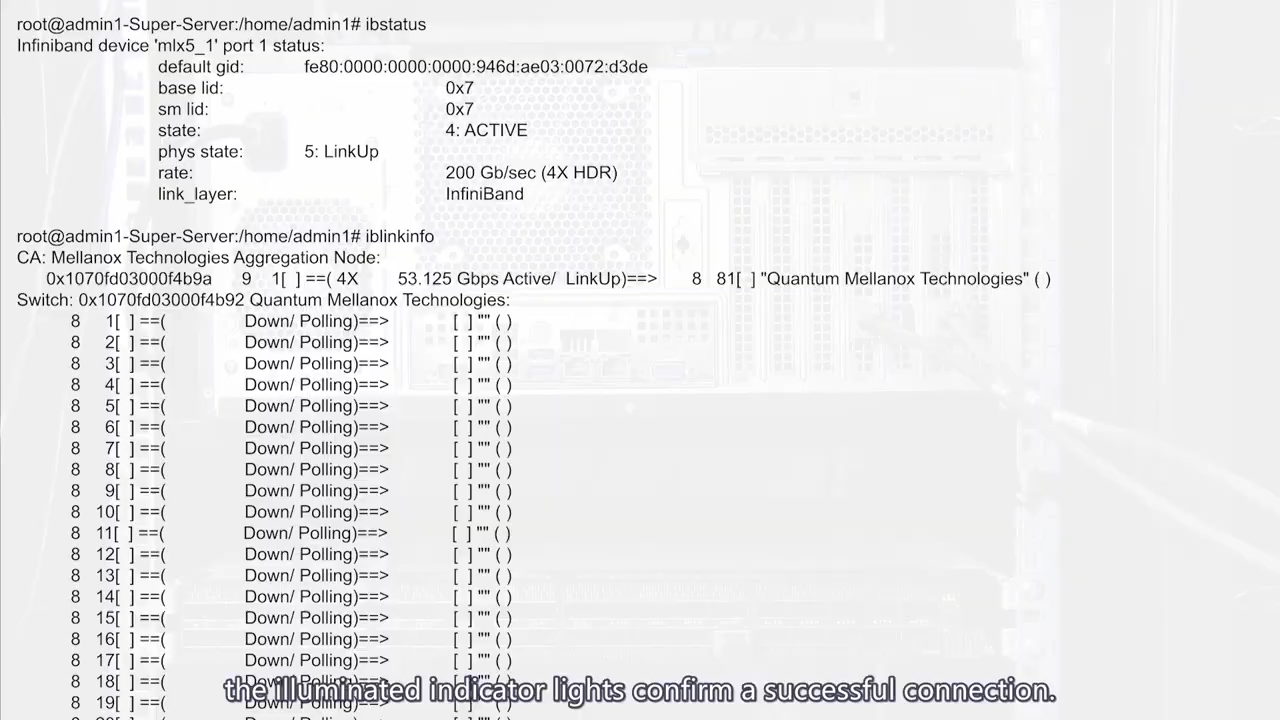 root@admin1-Super-Server:/home/admin1# ibstatus
Infiniband device 'mlx5_1' port 1 status:
default gid: fe80:0000:0000:0000:946d:ae03:0072:d3de
base lid: 0x7
sm lid: 0x7
state: 4: ACTIVE
phys state: 5: LinkUp
rate: 200 Gb/sec (4X HDR)
link_layer: InfiniBand
root@admin1-Super-Server:/home/admin1# iblinkinfo
CA: Mellanox Technologies Aggregation Node:
0x1070fd03000f4b9a 9 1[ ] ==( 4X 53.125 Gbps Active/ LinkUp)==> 8 81[ ] "Quantum Mellanox Technologies" ( )
Switch: 0x1070fd03000f4b92 Quantum Mellanox Technologies:
8 1[ ] ==( Down/ Polling)==> [ ] "" ( )
8 2[ ] ==( Down/ Polling)==> [ ] "" ( )
8 3[ ] ==( Down/ Polling)==> [ ] "" ( )
8 4[ ] ==( Down/ Polling)==> [ ] "" ( )
8 5[ ] ==( Down/ Polling)==> [ ] "" ( )
8 6[ ] ==( Down/ Polling)==> [ ] "" ( )
8 7[ ] ==( Down/ Polling)==> [ ] "" ( )
8 8[ ] ==( Down/ Polling)==> [ ] "" ( )
8 9[ ] ==( Down/ Polling)==> [ ] "" ( )
8 10[ ] ==( Down/ Polling)==> [ ] "" ( )
8 11[ ] ==( Down/ Polling)==> [ ] "" ( )
8 12[ ] ==( Down/ Polling)==> [ ] "" ( )
8 13[ ] ==( Down/ Polling)==> [ ] "" ( )
8 14[ ] ==( Down/ Polling)==> [ ] "" ( )
8 15[ ] ==( Down/ Polling)==> [ ] "" ( )
8 16[ ] ==( Down/ Polling)==> [ ] "" ( )
8 17[ ] ==( Down/ Polling)==> [ ] "" ( )
8 18[ ] ==( Down/ Polling)==> [ ] "" ( )
8 19[ ] ==( Down/ Polling)==> [ ] "" ( )
the illuminated indicator lights confirm a successful connection.